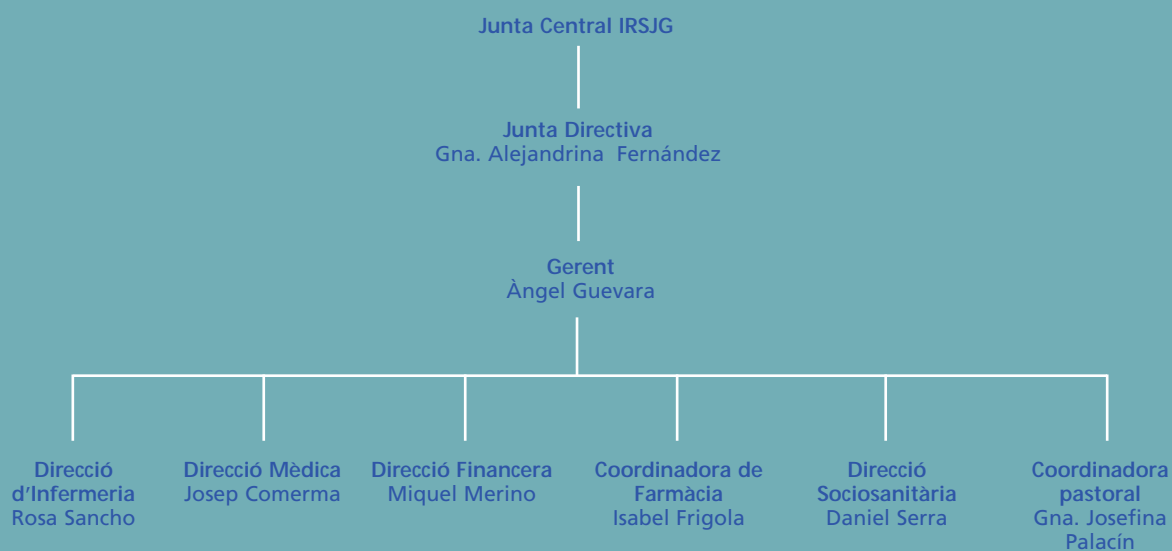 Junta Central IRSJG
Junta Directiva
Gna. Alejandrina Fernández
Gerent
Àngel Guevara
Direcció
d'Infermeria
Rosa Sancho
Direcció Mèdica
Josep Comerma
Direcció Financera
Miquel Merino
Coordinadora de
Farmàcia
Isabel Frigola
Direcció
Sociosanitària
Daniel Serra
Coordinadora
pastoral
Gna. Josefina
Palacín